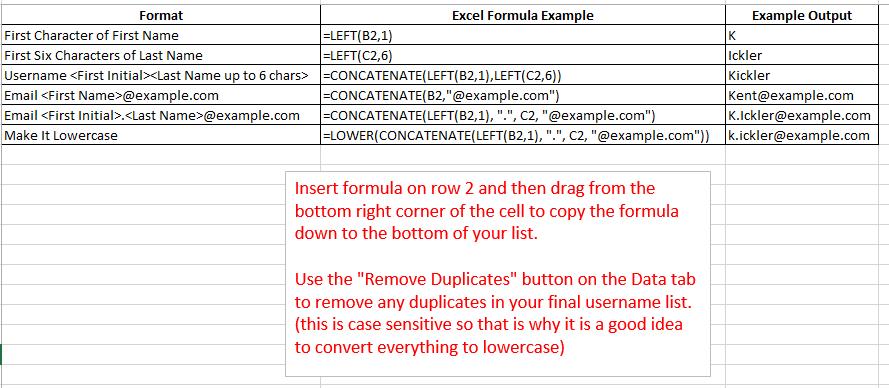 Format Excel Formula Example Example Output
First Character of First Name =LEFT(B2,1) K
First Six Characters of Last Name =LEFT(C2,6) Ickler
Username <First Initial><Last Name up to 6 chars> =CONCATENATE(LEFT(B2,1),LEFT(C2,6)) Kickler
Email <First Name>@example.com =CONCATENATE(B2,"@example.com") Kent@example.com
Email <First Initial>.<Last Name>@example.com =CONCATENATE(LEFT(B2,1), ".", C2, "@example.com") K.Ickler@example.com
Make It Lowercase =LOWER(CONCATENATE(LEFT(B2,1), ".", C2, "@example.com")) k.ickler@example.com
Insert formula on row 2 and then drag from the
bottom right corner of the cell to copy the formula
down to the bottom of your list.
Use the "Remove Duplicates" button on the Data tab
to remove any duplicates in your final username list.
(this is case sensitive so that is why it is a good idea
to convert everything to lowercase)